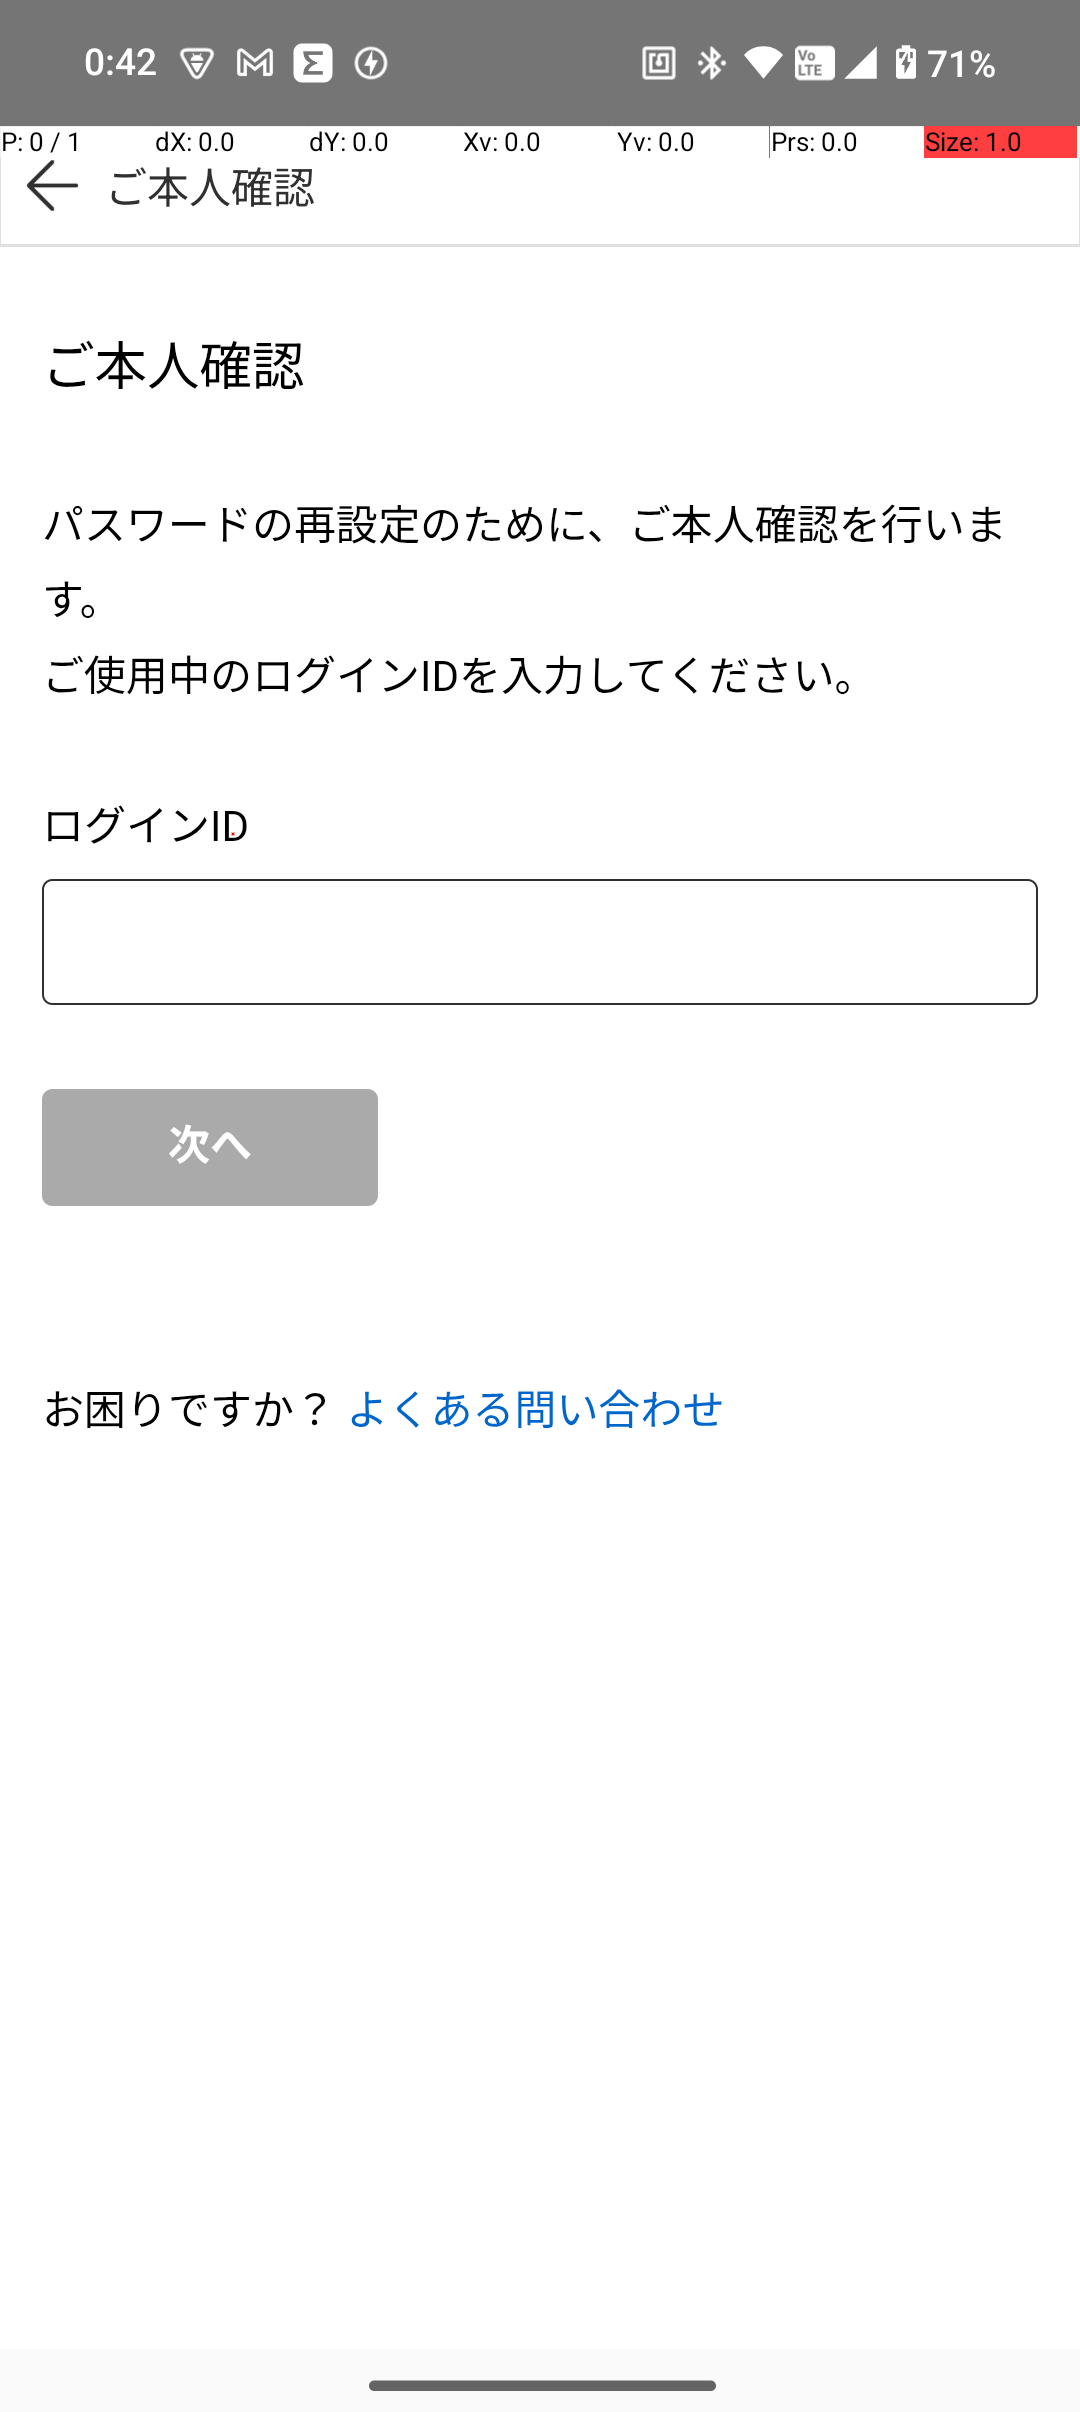 0:42 71%
P: 0 / 1 dX: 0.0 dY: 0.0 Xv: 0.0 Yv: 0.0 Prs: 0.0 Size: 1.0
ご本人確認
ご本人確認
パスワードの再設定のために、ご本人確認を行いま
す。
ご使用中のログインIDを入力してください。
ログインID
次へ
お困りですか？ よくある問い合わせ